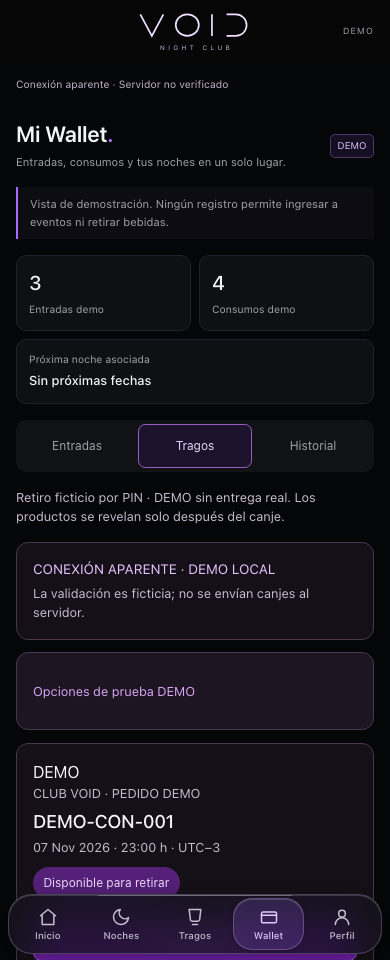 VOID
NIGHT CLUB
DEMO
Conexión aparente · Servidor no verificado
Mi Wallet.
DEMO
Entradas, consumos y tus noches en un solo lugar.
Vista de demostración. Ningún registro permite ingresar a
eventos ni retirar bebidas.
3
Entradas demo
4
Consumos demo
Próxima noche asociada
Sin próximas fechas
Entradas
Tragos
Historial
Retiro ficticio por PIN · DEMO sin entrega real. Los
productos se revelan solo después del canje.
CONEXIÓN APARENTE · DEMO LOCAL
La validación es ficticia; no se envían canjes al
servidor.
Opciones de prueba DEMO
DEMO
CLUB VOID · PEDIDO DEMO
DEMO-CON-001
07 Nov 2026 · 23:00 h · UTC−3
Disponible para retirar
Inicio
Noches
Tragos
Wallet
Perfil